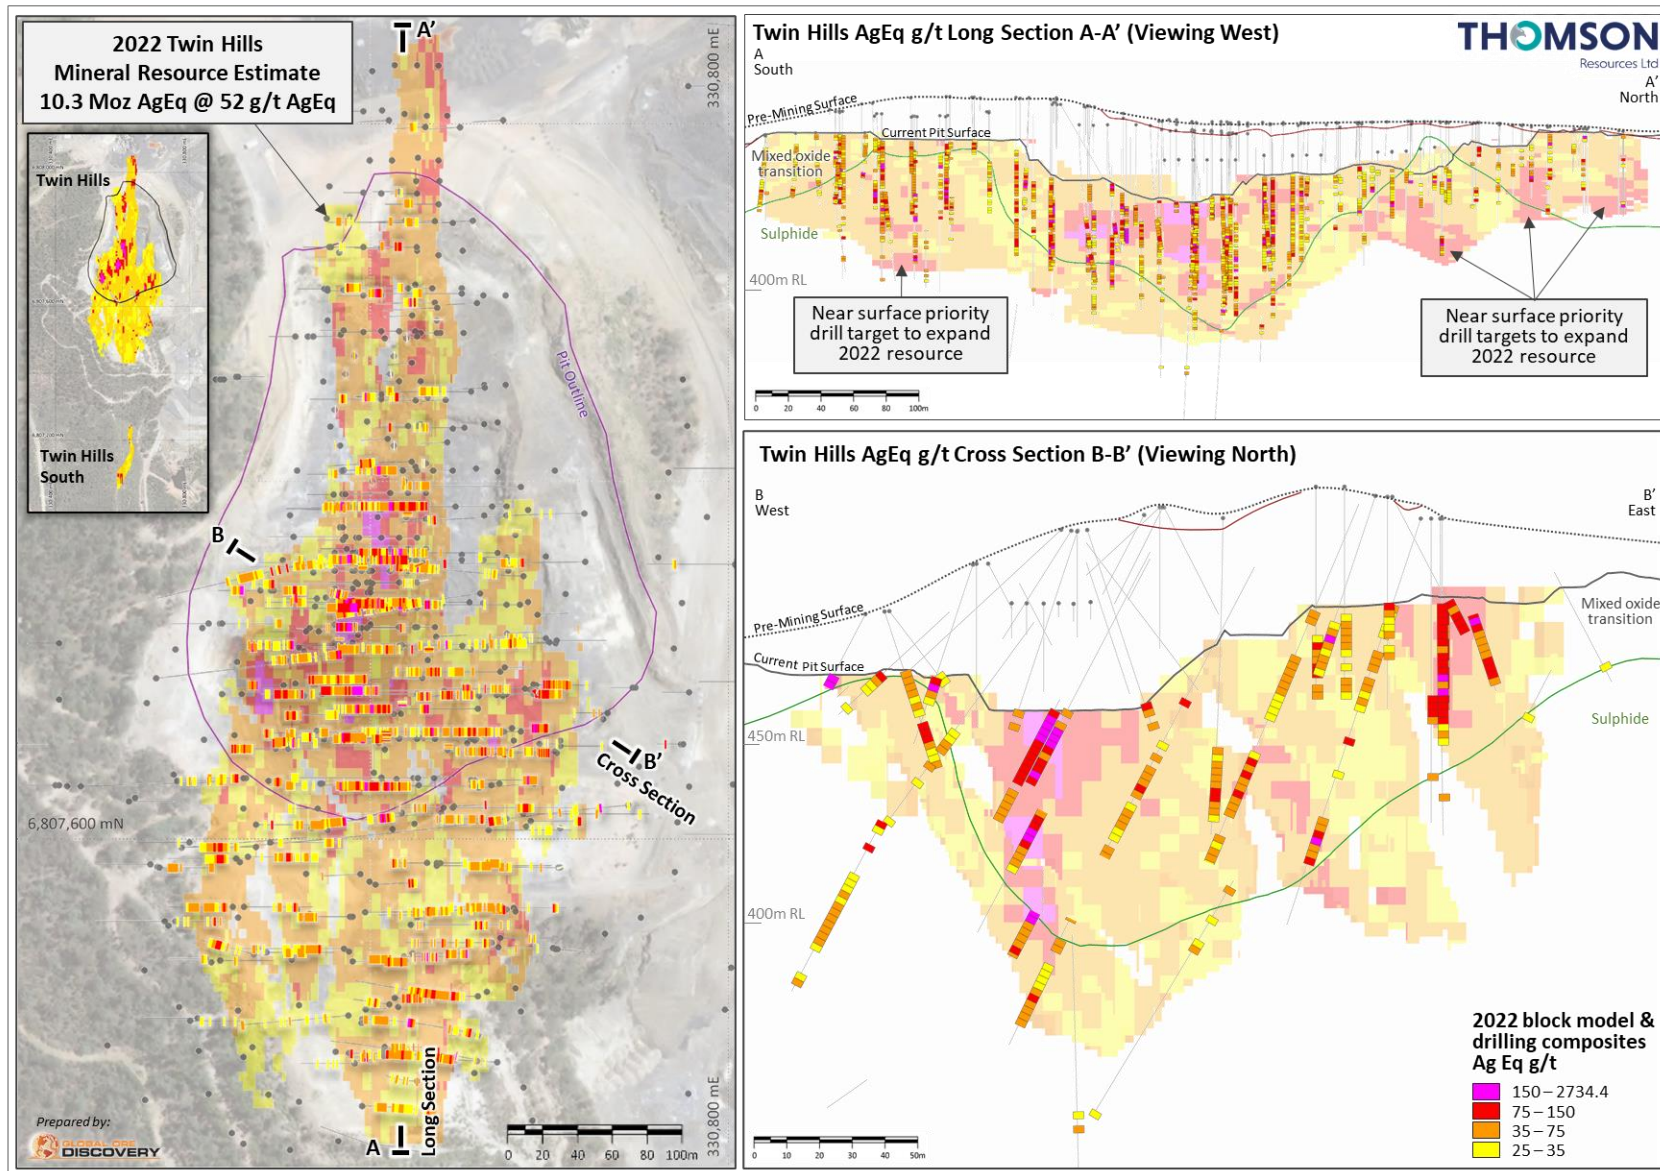 2022 Twin Hills
Mineral Resource Estimate
10.3 Moz AgEq @ 52 g/t AgEq
A'
330,800 mE
Twin Hills
Twin Hills
South
Pit Outline
B
B'
Cross Section
6,807,600 mN
Long Section
A
330,800 mE
Prepared by:
GLOBAL ORE
DISCOVERY
0 20 40 60 80 100m
Twin Hills AgEq g/t Long Section A-A' (Viewing West)
THOMSON
Resources Ltd
A
South
A'
North
Pre-Mining Surface
Current Pit Surface
Mixed oxide
transition
Sulphide
400m RL
Near surface priority
drill target to expand
2022 resource
Near surface priority
drill targets to expand
2022 resource
0 20 40 60 80 100m
Twin Hills AgEq g/t Cross Section B-B' (Viewing North)
B
West
B'
East
Pre-Mining Surface
Current Pit Surface
Mixed oxide
transition
Sulphide
450m RL
400m RL
2022 block model &
drilling composites
Ag Eq g/t
150–2734.4
75–150
35–75
25–35
0 10 20 30 40 50m